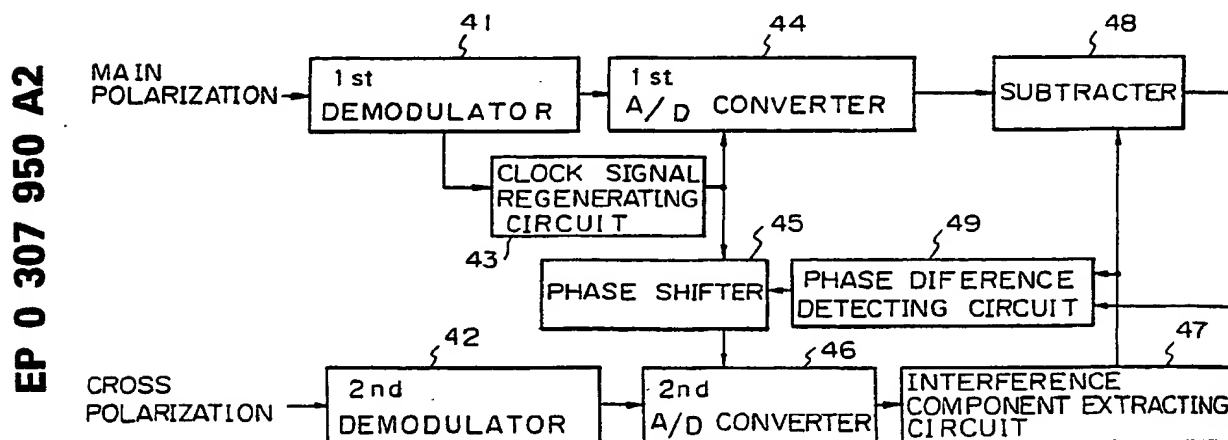 EP 0 307 950 A2
41
44
48
MAIN
POLARIZATION
1st
DEMODULATOR
1st
A/D CONVERTER
SUBTRACTER
CLOCK SIGNAL
REGENERATING
CIRCUIT
43
45
49
PHASE SHIFTER
PHASE DIFERENCE
DETECTING CIRCUIT
42
46
47
CROSS
POLARIZATION
2nd
DEMODULATOR
2nd
A/D CONVERTER
INTERFERENCE
COMPONENT EXTRACTING
CIRCUIT